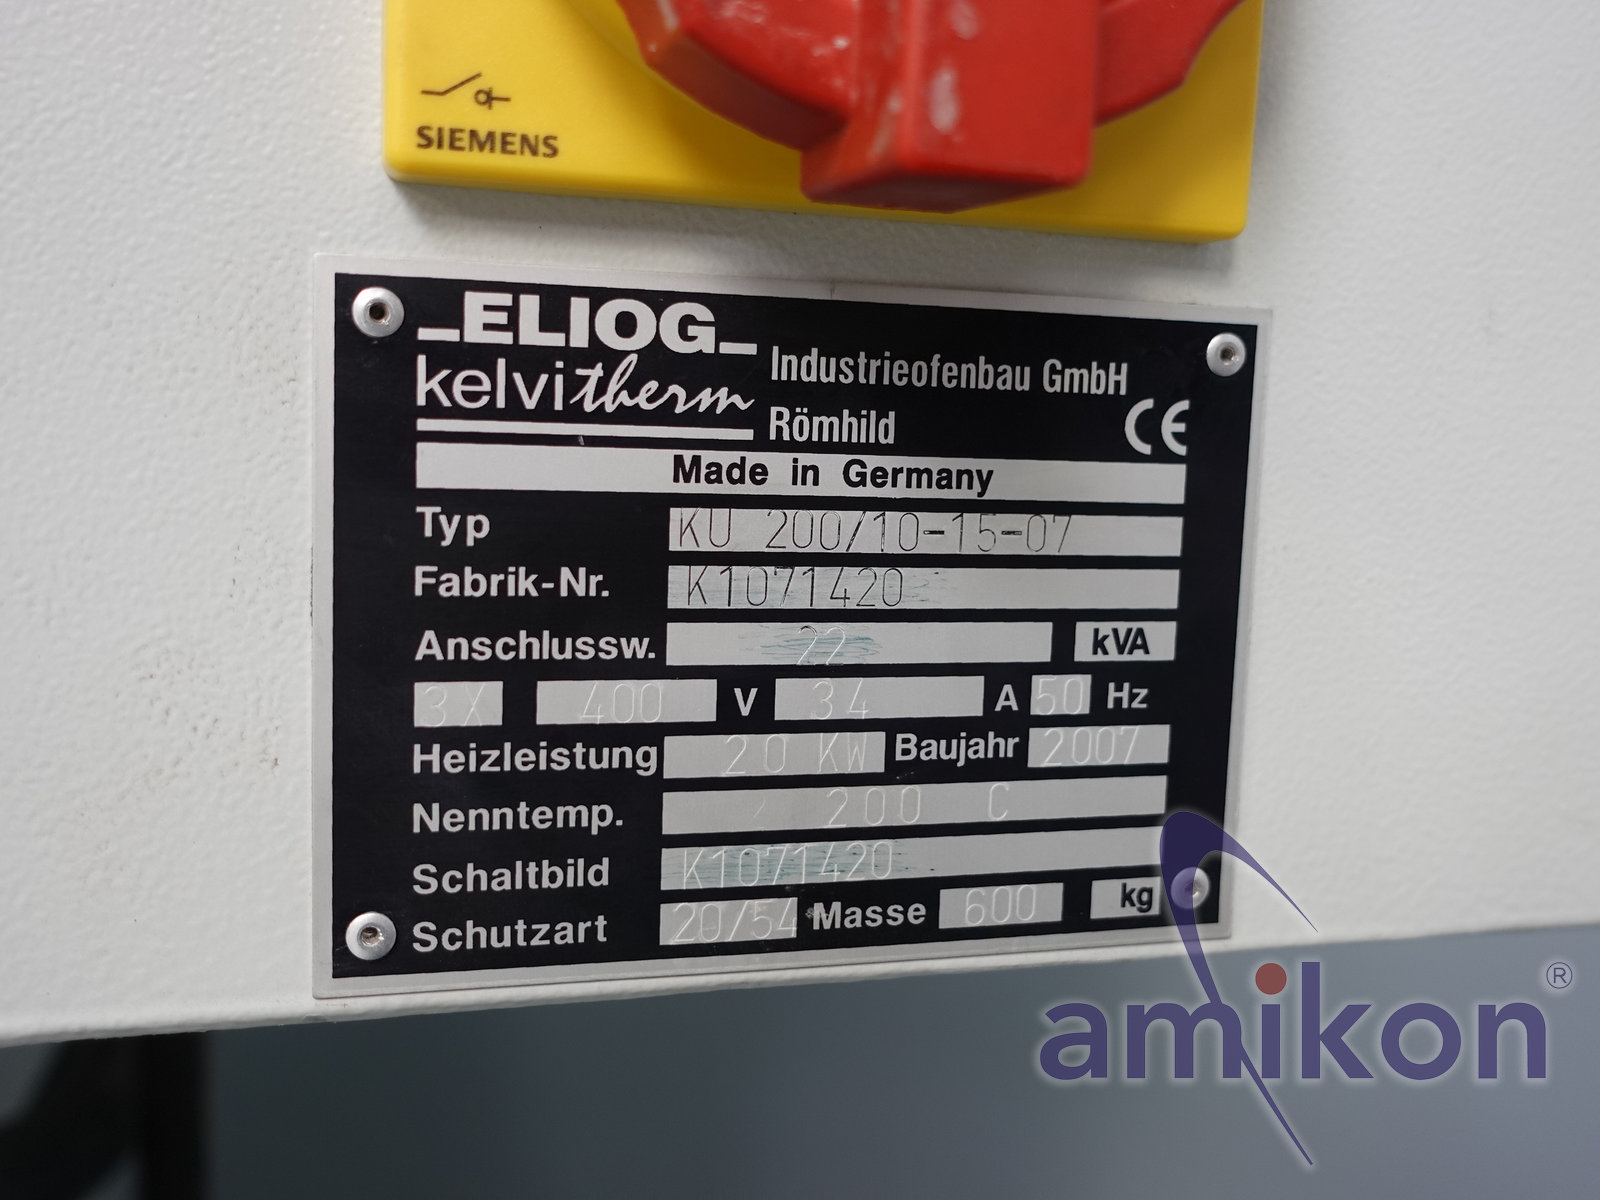 SIEMENS
ELIOG
kelvitherm
Industrieofenbau GmbH
Römhild
CE
Made in Germany
Typ KU 200/10-15-07
Fabrik-Nr. K1071420
Anschlussw. 22 kVA
3X 400 V 34 A 50 Hz
Heizleistung 20 KW Baujahr 2007
Nenntemp. 200 C
Schaltbild K1071420
Schutzart 20/54 Masse 600 kg
amikon®